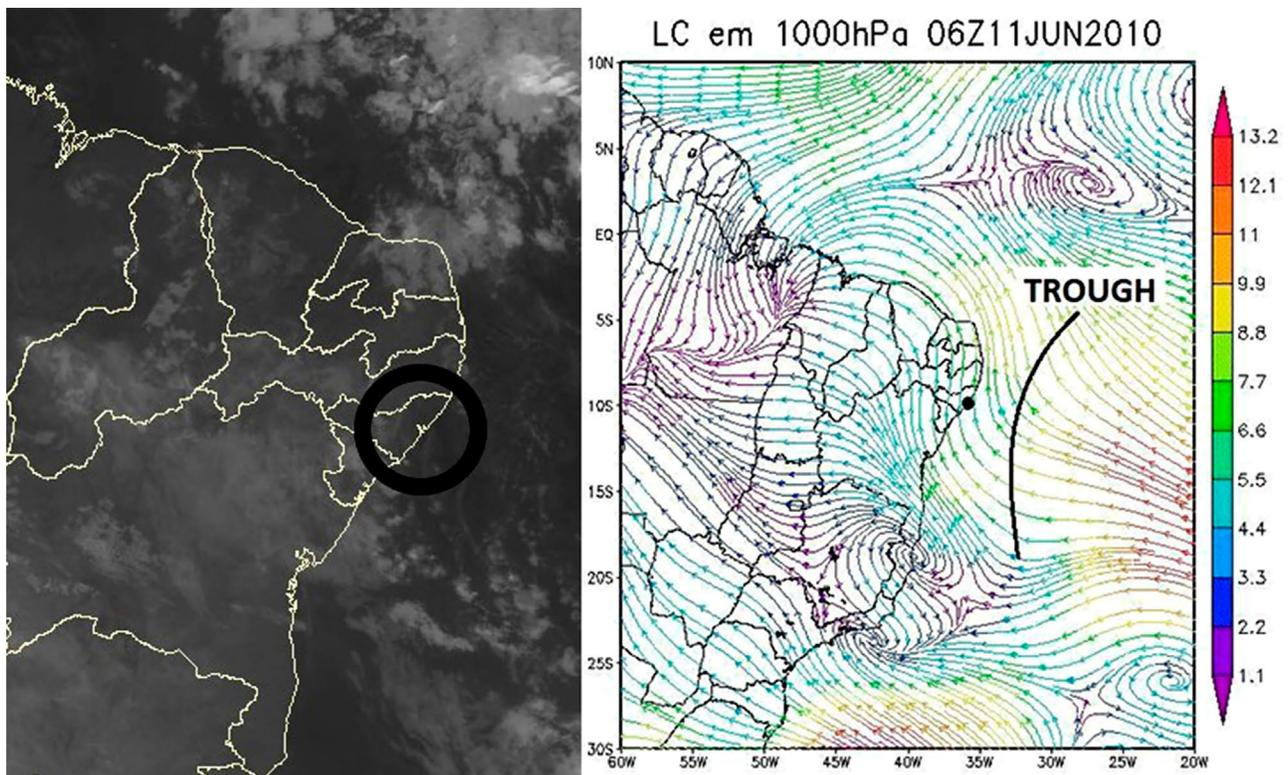 LC em 1000hPa 06Z11JUN2010
10N
5N
EQ
5S
10S
15S
20S
25S
30S
60W 55W 50W 45W 40W 35W 30W 25W 20W
TROUGH
13.2
12.1
11
9.9
8.8
7.7
6.6
5.5
4.4
3.3
2.2
1.1